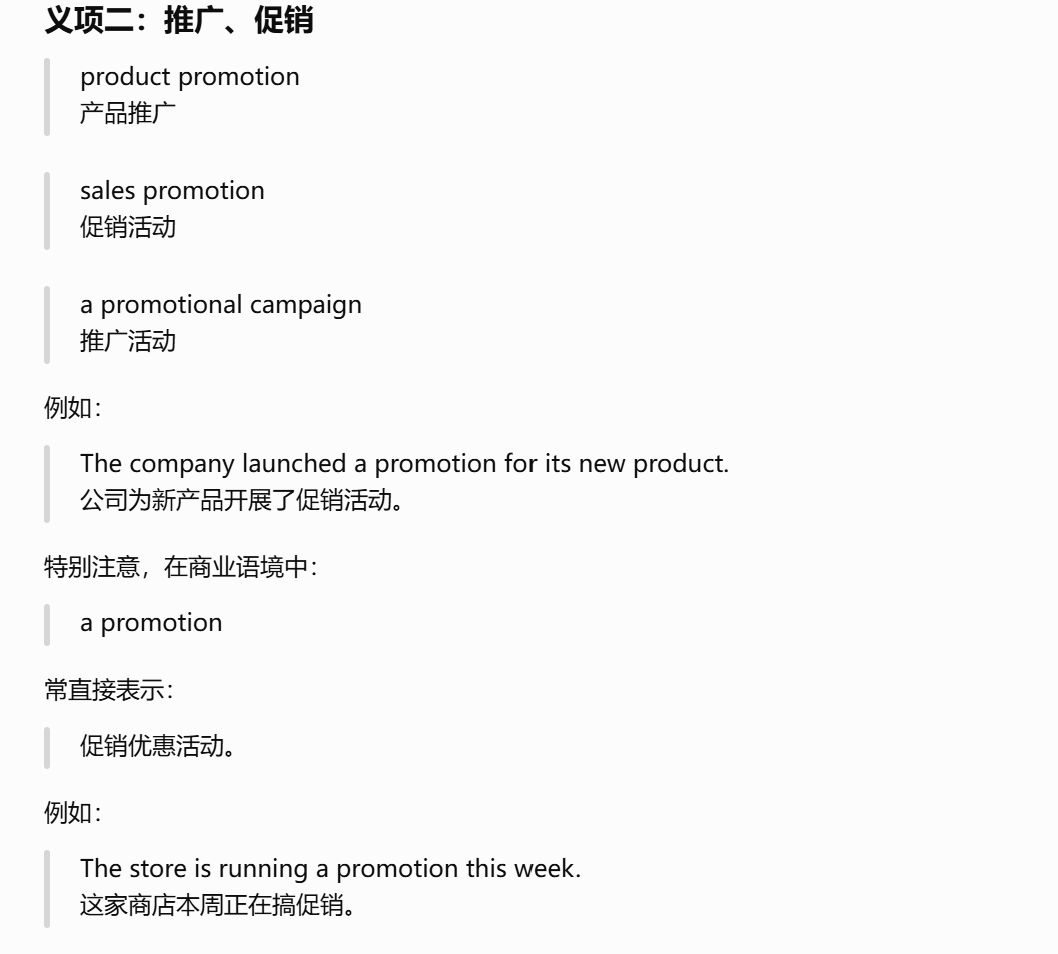 义项二：推广、促销
product promotion
产品推广
sales promotion
促销活动
a promotional campaign
推广活动
例如：
The company launched a promotion for its new product.
公司为新产品开展了促销活动。
特别注意，在商业语境中：
a promotion
常直接表示：
促销优惠活动。
例如：
The store is running a promotion this week.
这家商店本周正在搞促销。